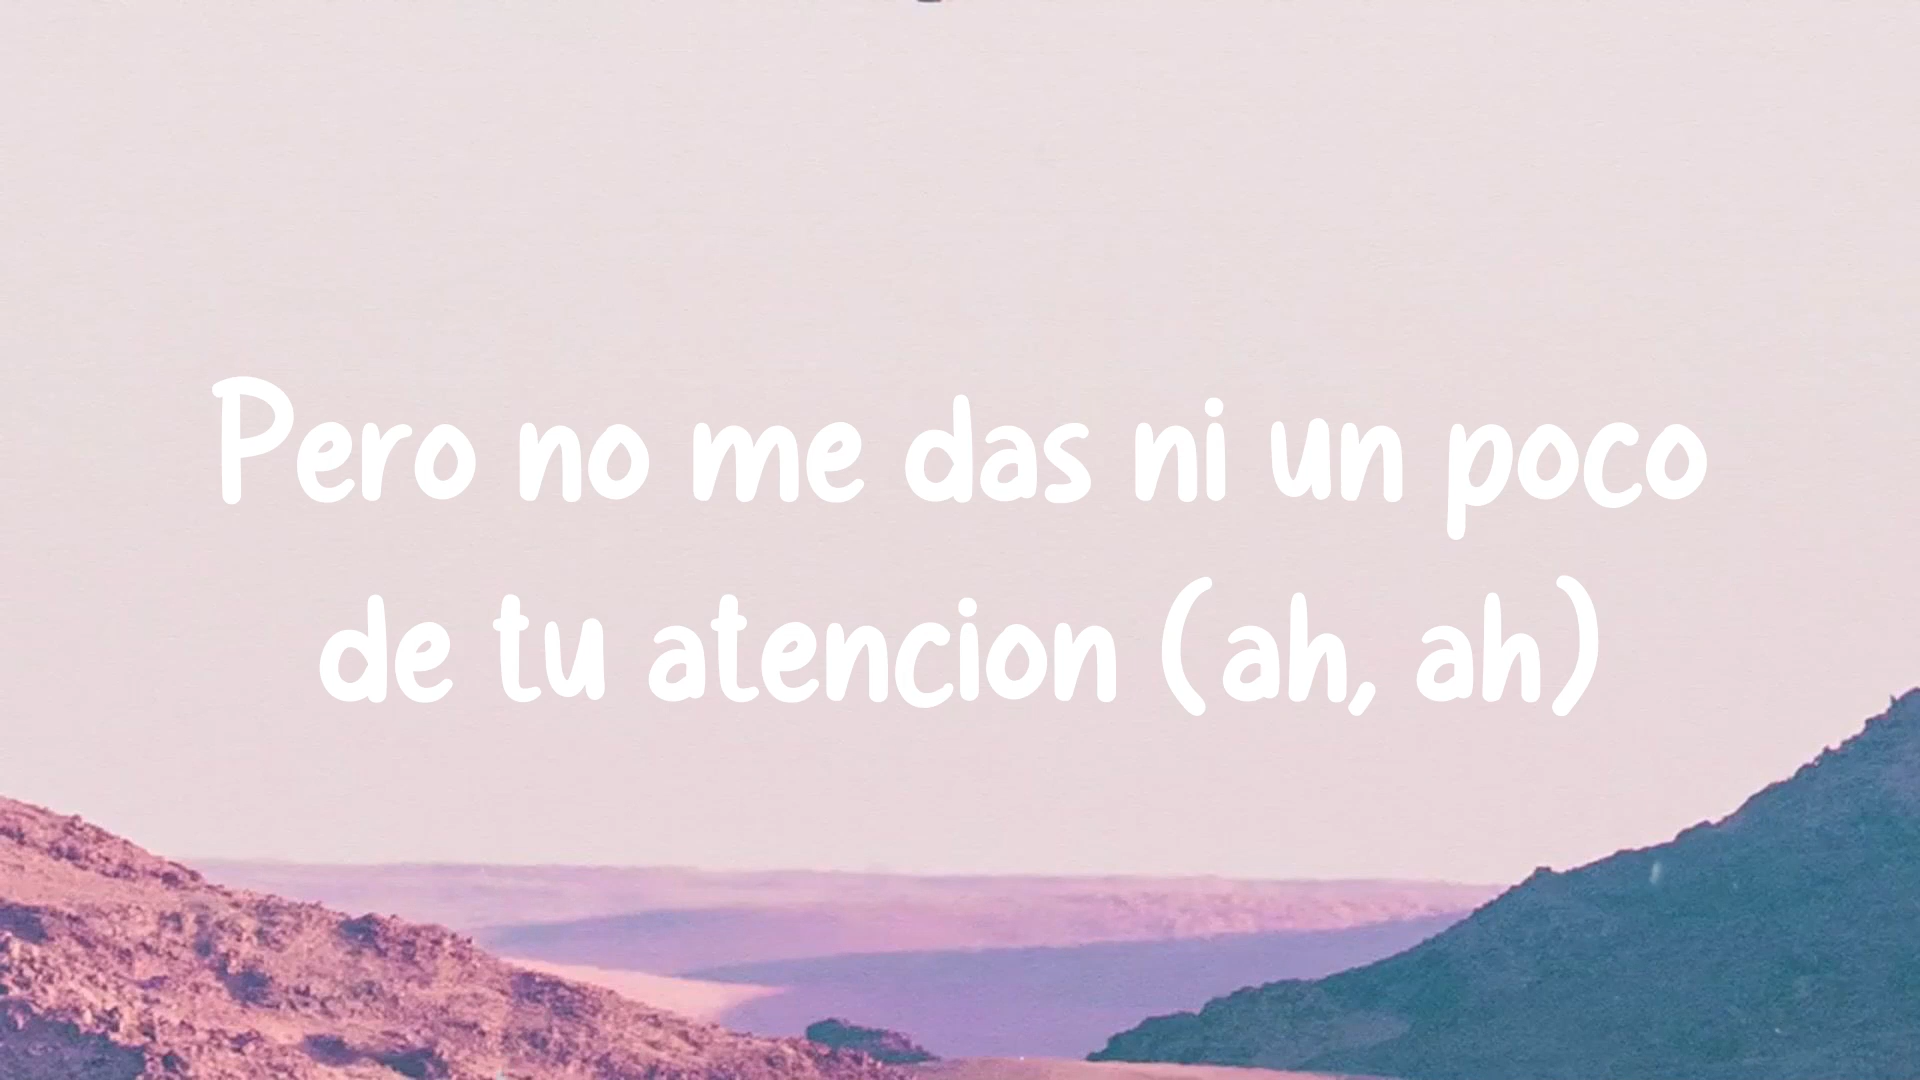 Pero no me das ni un poco
de tu atencion (ah, ah)